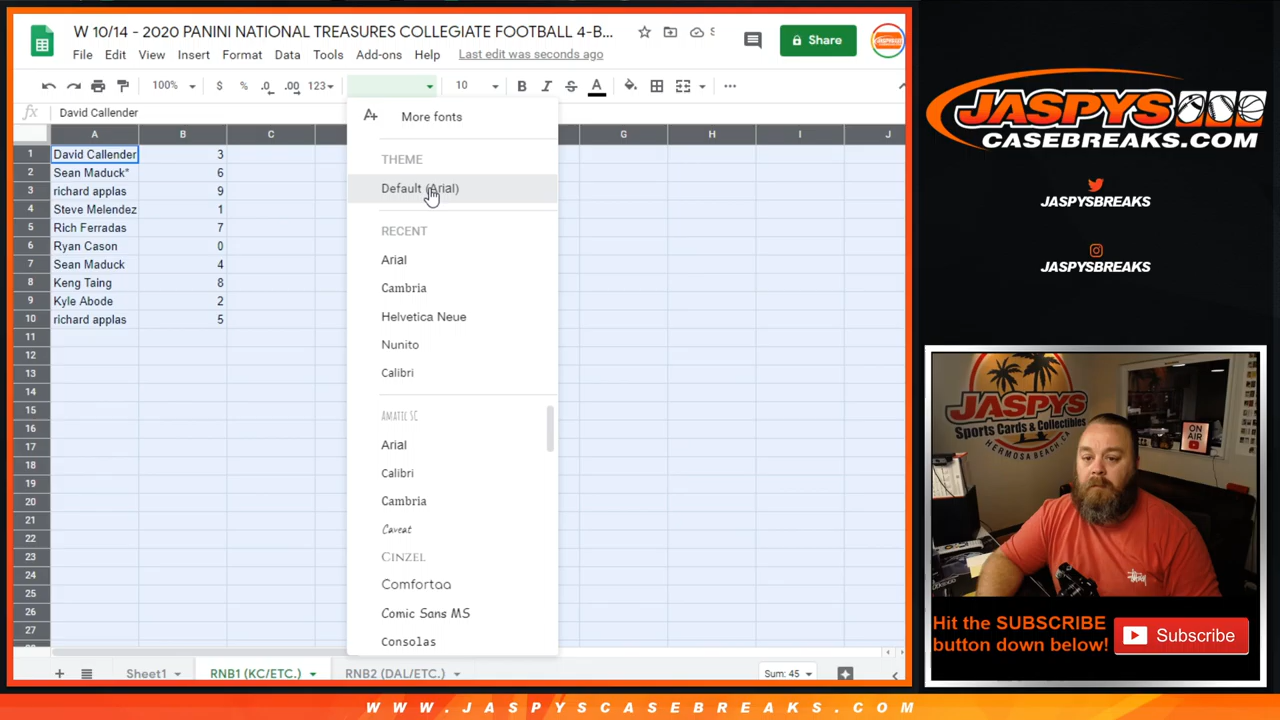 W 10/14 - 2020 PANINI NATIONAL TREASURES COLLEGIATE FOOTBALL 4-B...
S
Share
File Edit View Insert Format Data Tools Add-ons Help Last edit was seconds ago
100% $ % .0 .00 123 10 B I S A
fx David Callender
A B C G H I J
1 David Callender 3
2 Sean Maduck* 6
3 richard applas 9
4 Steve Melendez 1
5 Rich Ferradas 7
6 Ryan Cason 0
7 Sean Maduck 4
8 Keng Taing 8
9 Kyle Abode 2
10 richard applas 5
11
12
13
14
15
16
17
18
19
20
21
22
23
24
25
26
27
More fonts
THEME
Default (Arial)
RECENT
Arial
Cambria
Helvetica Neue
Nunito
Calibri
AMATIC SC
Arial
Calibri
Cambria
Caveat
CINZEL
Comfortaa
Comic Sans MS
Consolas
Sheet1 RNB1 (KC/ETC.) RNB2 (DAL/ETC.) Sum: 45
JASPYS
CASEBREAKS.COM
JASPYSBREAKS
JASPYSBREAKS
JASPYS
Sports Cards & Collectibles
HERMOSA BEACH, CA
ON
AIR
Hit the SUBSCRIBE
button down below!
Subscribe
WWW.JASPYSCASEBREAKS.COM